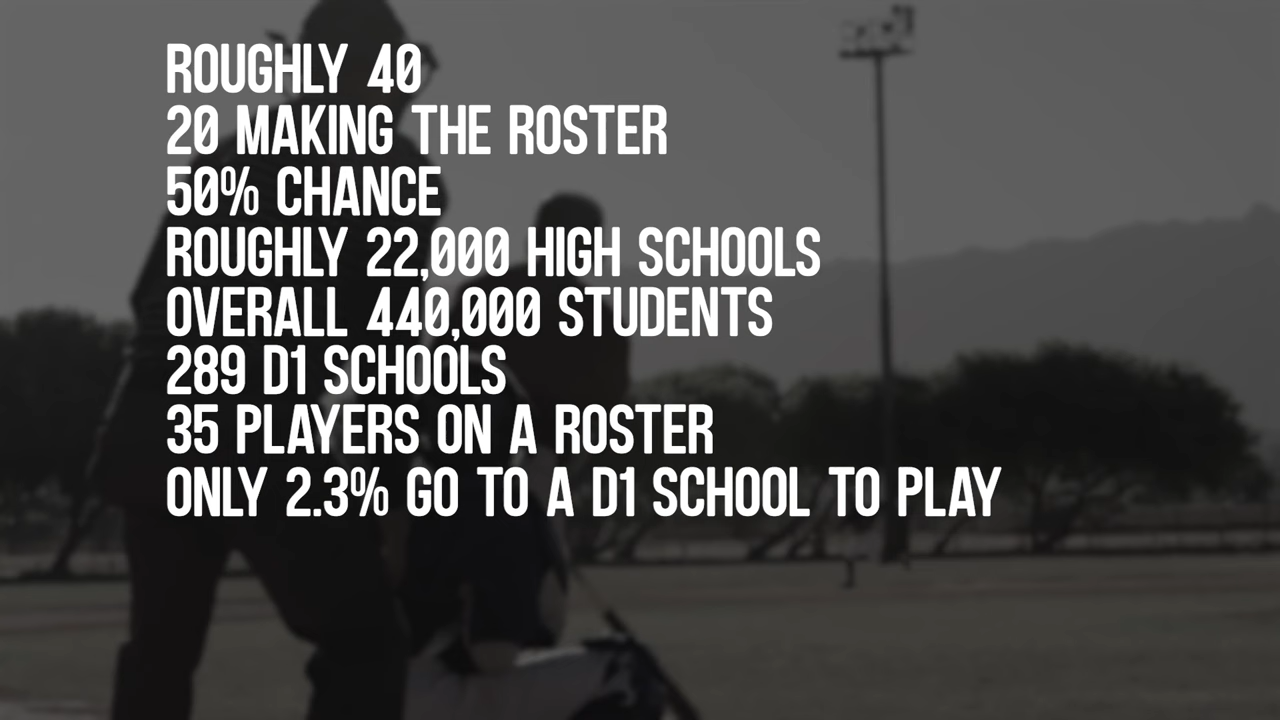 ROUGHLY 40
20 MAKING THE ROSTER
50% CHANCE
ROUGHLY 22,000 HIGH SCHOOLS
OVERALL 440,000 STUDENTS
289 D1 SCHOOLS
35 PLAYERS ON A ROSTER
ONLY 2.3% GO TO A D1 SCHOOL TO PLAY